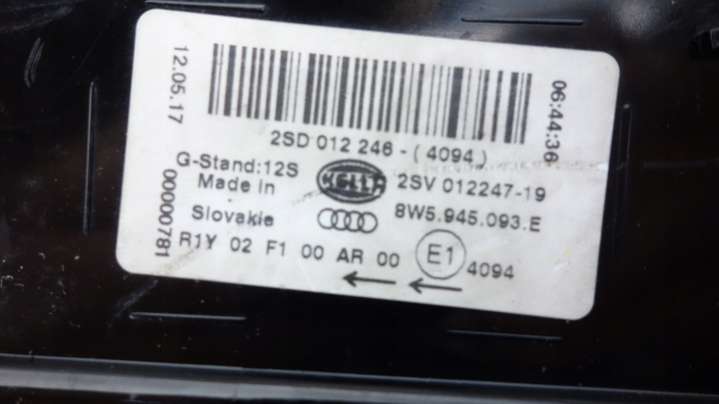 12.05.17
06:44:36
2SD 012 246-(4094)
G-Stand:12S
Made in
Slovakie
HELLA
2SV 012247-19
8W5.945.093.E
00000781
R1Y 02 F1 00 AR 00
E1
4094